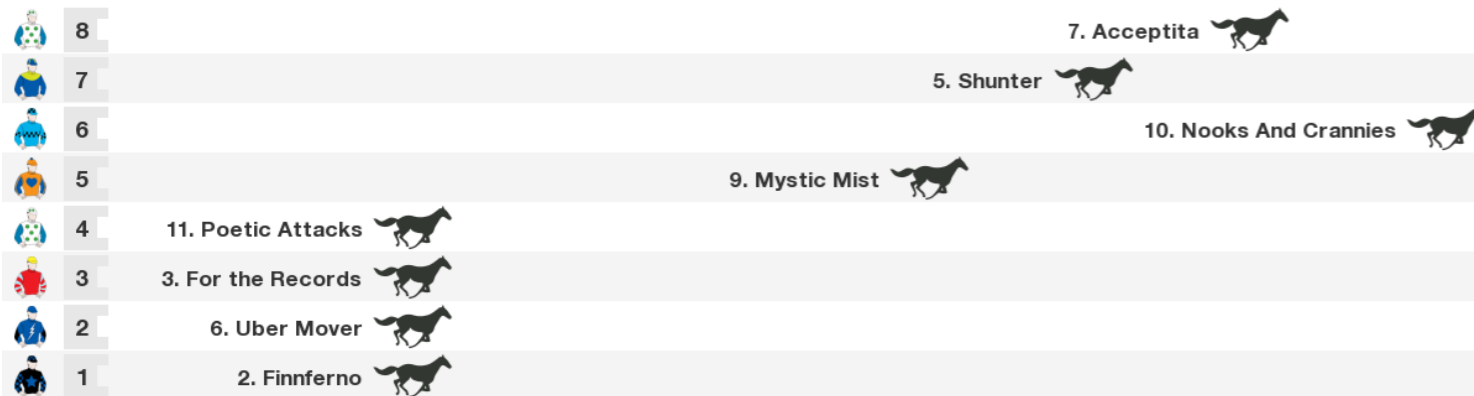 8 7. Acceptita
7 5. Shunter
6 10. Nooks And Crannies
5 9. Mystic Mist
4 11. Poetic Attacks
3 3. For the Records
2 6. Uber Mover
1 2. Finnferno